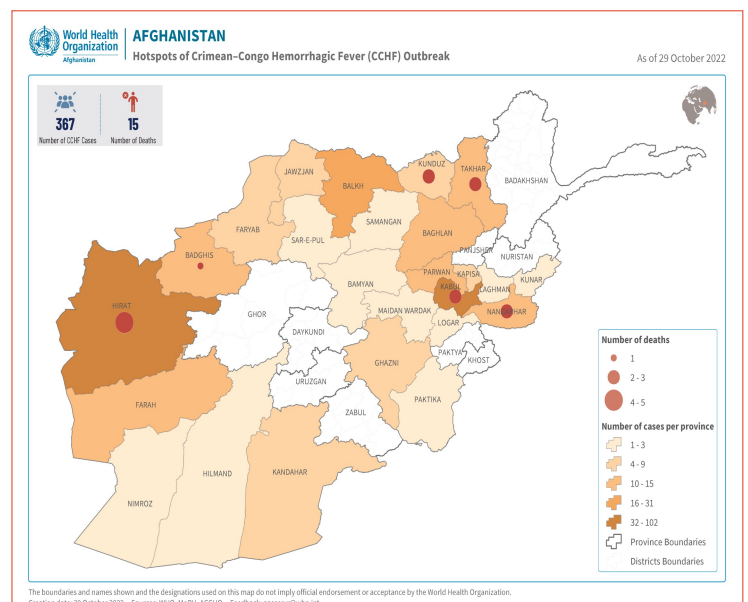 World Health
Organization
Afghanistan
AFGHANISTAN
Hotspots of Crimean–Congo Hemorrhagic Fever (CCHF) Outbreak
As of 29 October 2022
367
Number of CCHF Cases
15
Number of Deaths
JAWZJAN
BALKH
KUNDUZ
TAKHAR
BADAKHSHAN
FARYAB
SAR-E-PUL
SAMANGAN
BAGHLAN
PANJSHER
NURISTAN
BADGHIS
BAMYAN
PARWAN
KAPISA
KABUL
LAGHMAN
KUNAR
HIRAT
GHOR
MAIDAN WARDAK
LOGAR
NANGARHAR
DAYKUNDI
PAKTYA
KHOST
GHAZNI
URUZGAN
PAKTIKA
FARAH
ZABUL
HILMAND
KANDAHAR
NIMROZ
Number of deaths
1
2 - 3
4 - 5
Number of cases per province
1 - 3
4 - 9
10 - 15
16 - 31
32 - 102
Province Boundaries
Districts Boundaries
The boundaries and names shown and the designations used on this map do not imply official endorsement or acceptance by the World Health Organization.